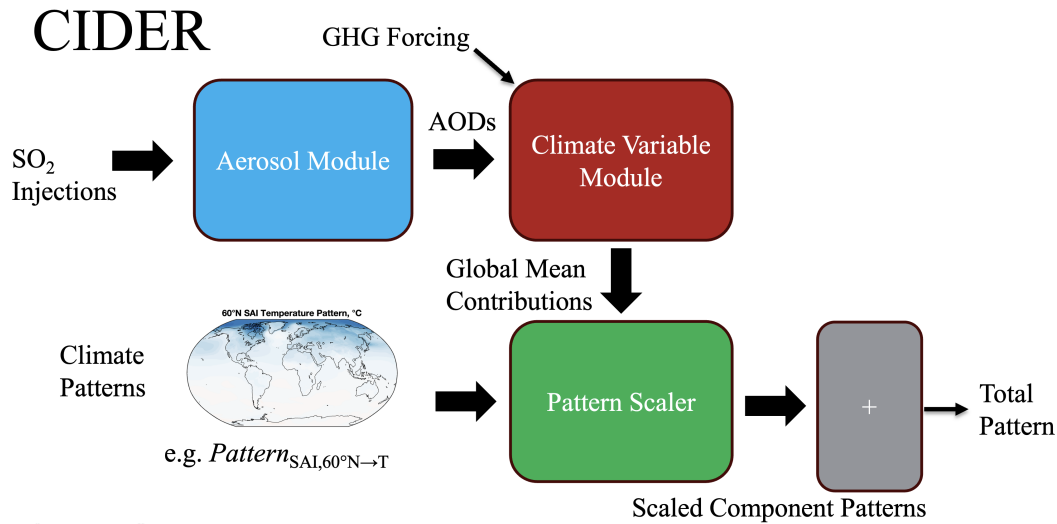 CIDER
GHG Forcing
SO₂
Injections
Aerosol Module
AODs
Climate Variable
Module
Global Mean
Contributions
60°N SAI Temperature Pattern, °C
Climate
Patterns
e.g. Pattern_SAI,60°N→T
Pattern Scaler
+
Total
Pattern
Scaled Component Patterns